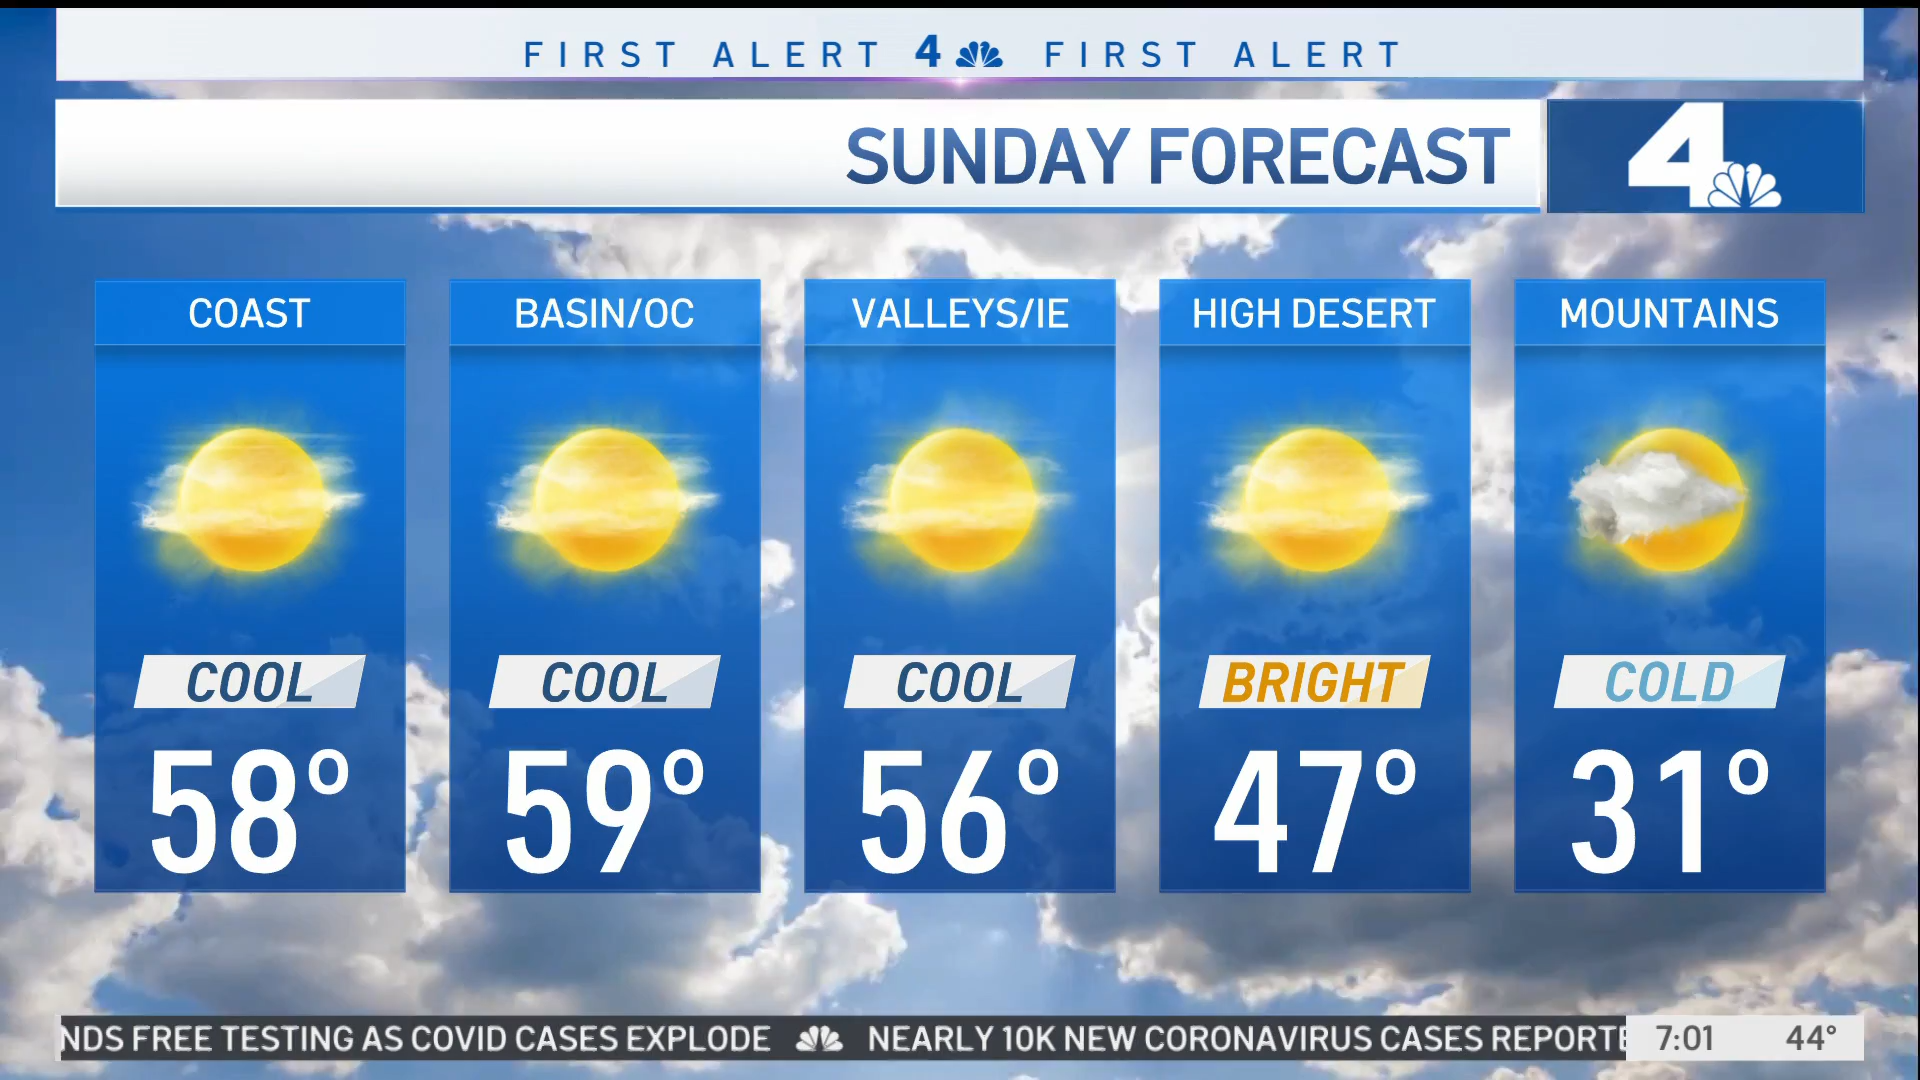 FIRST ALERT 4 FIRST ALERT
SUNDAY FORECAST
4
COAST
COOL
58°
BASIN/OC
COOL
59°
VALLEYS/IE
COOL
56°
HIGH DESERT
BRIGHT
47°
MOUNTAINS
COLD
31°
NDS FREE TESTING AS COVID CASES EXPLODE NEARLY 10K NEW CORONAVIRUS CASES REPORTE
7:01 44°